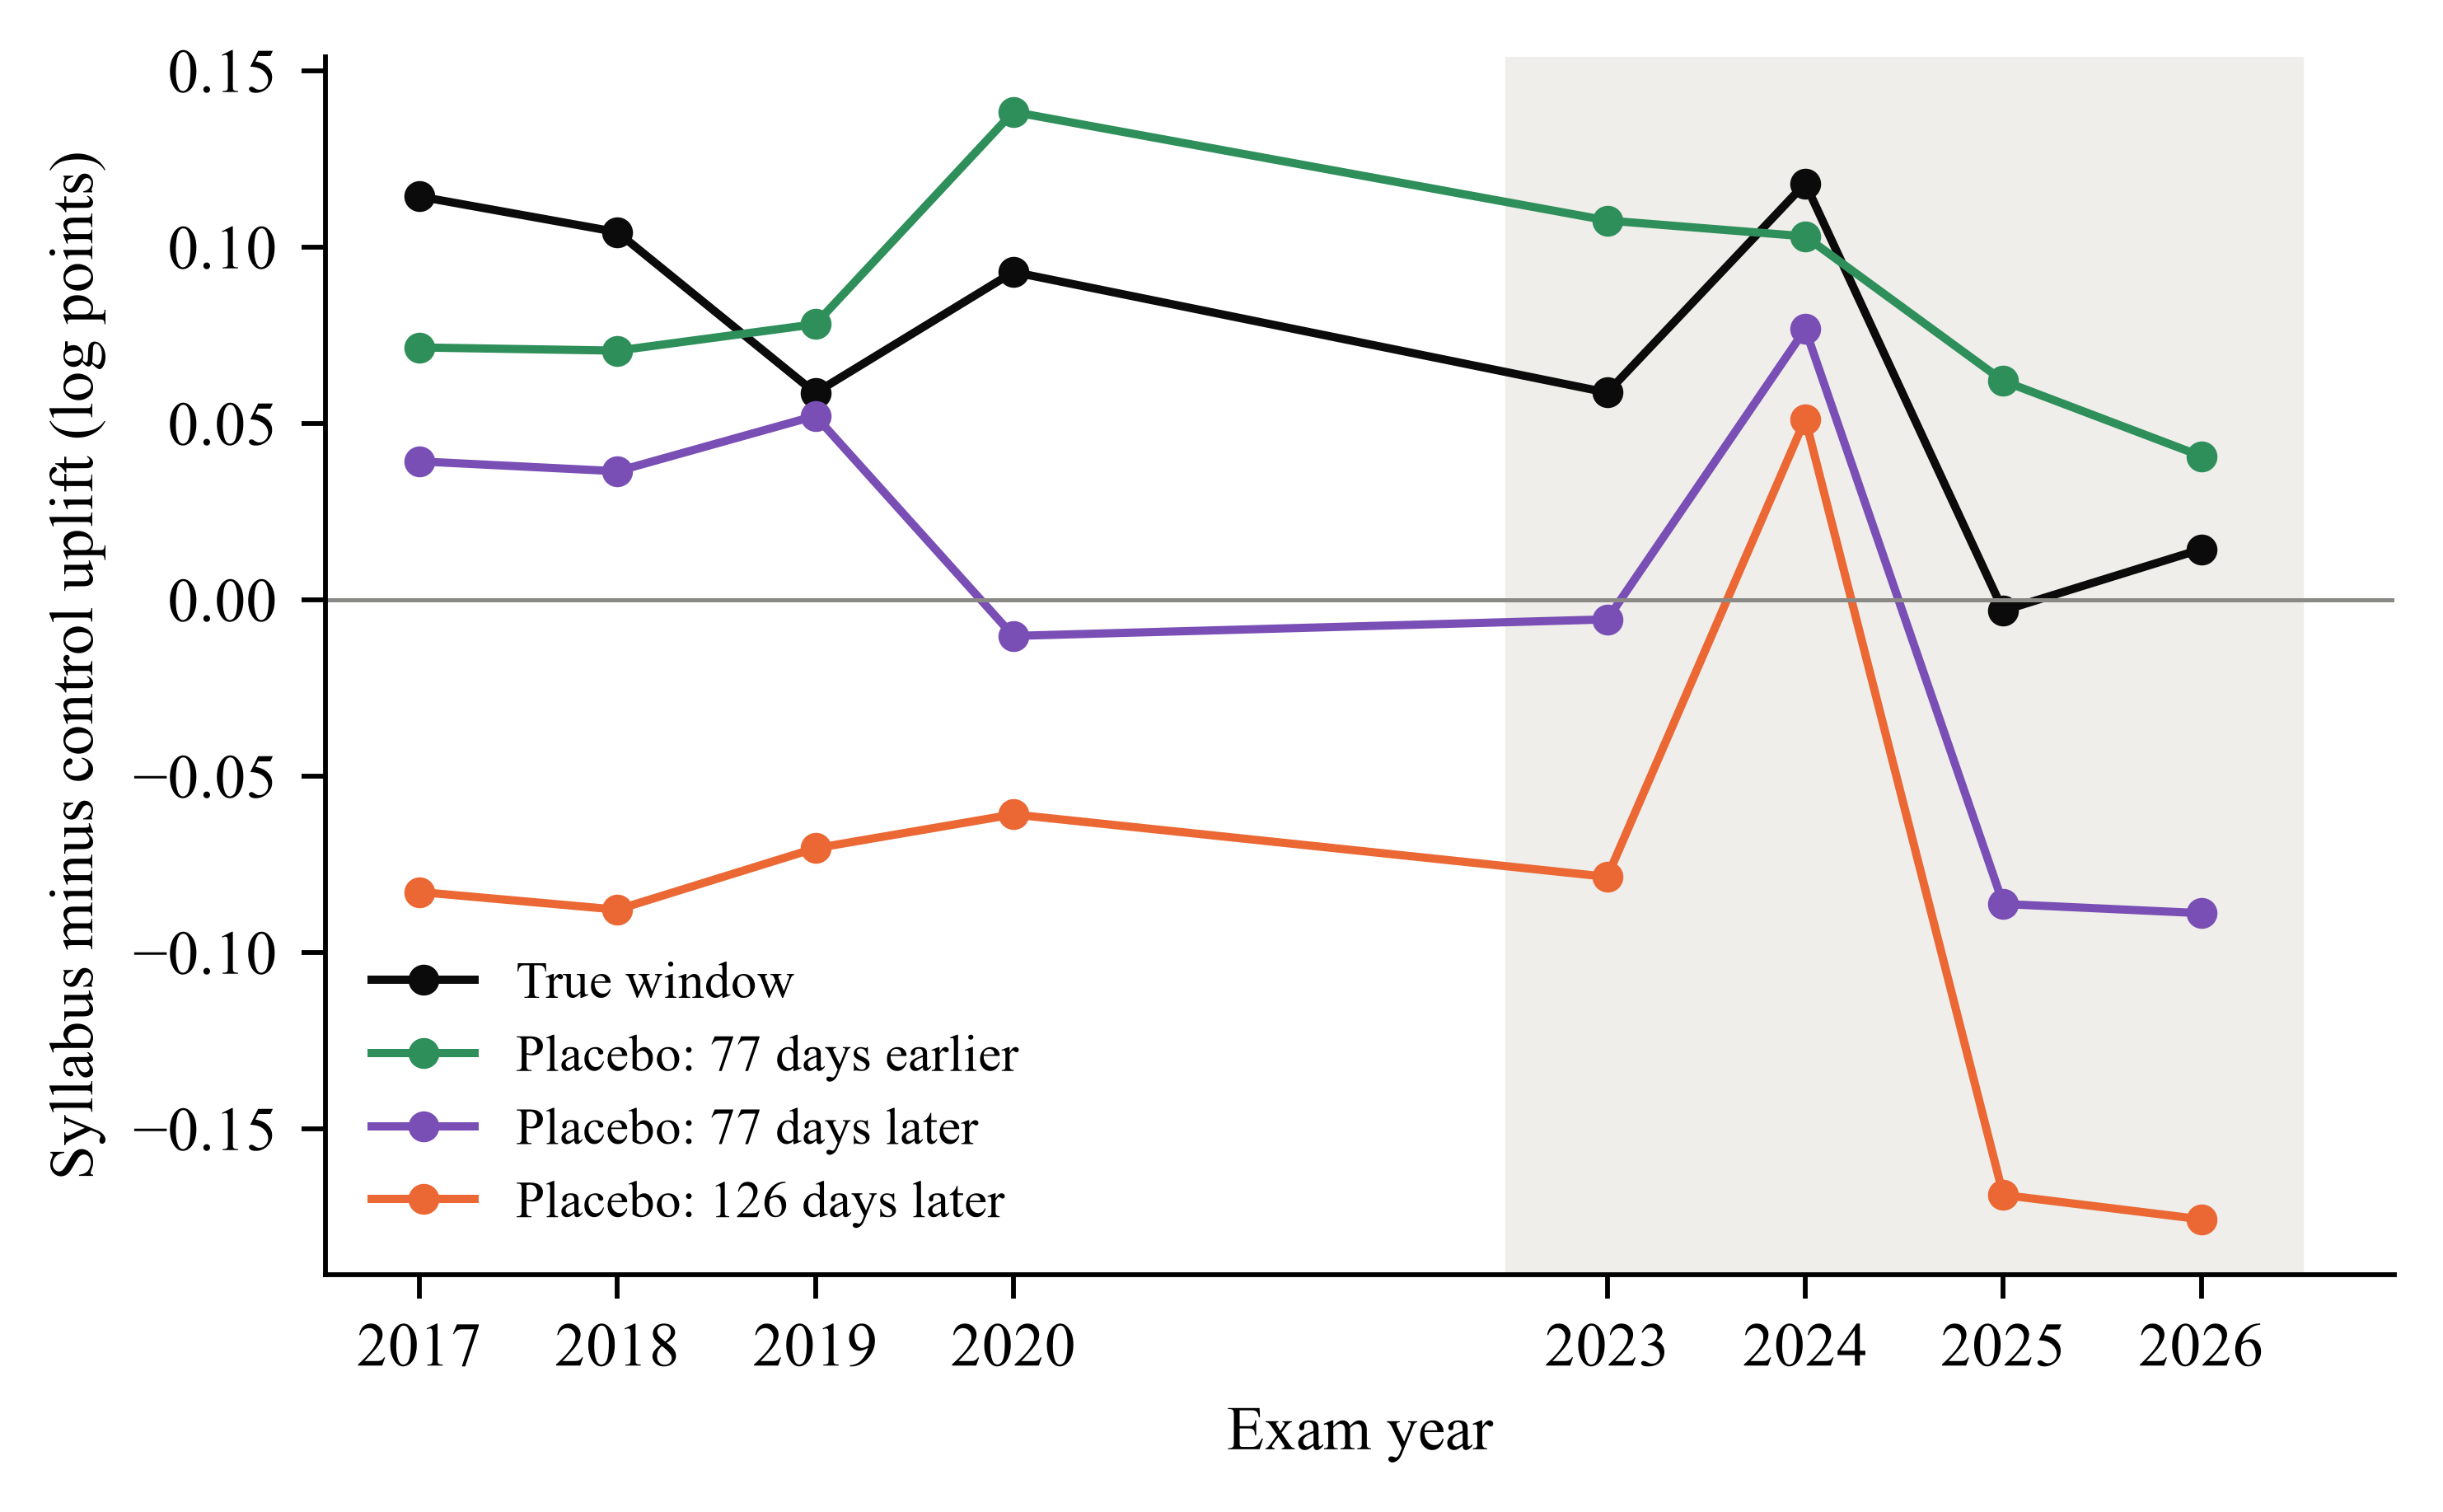 Syllabus minus control uplift (log points)
0.15
0.10
0.05
0.00
−0.05
−0.10
−0.15
True window
Placebo: 77 days earlier
Placebo: 77 days later
Placebo: 126 days later
2017 2018 2019 2020 2023 2024 2025 2026
Exam year